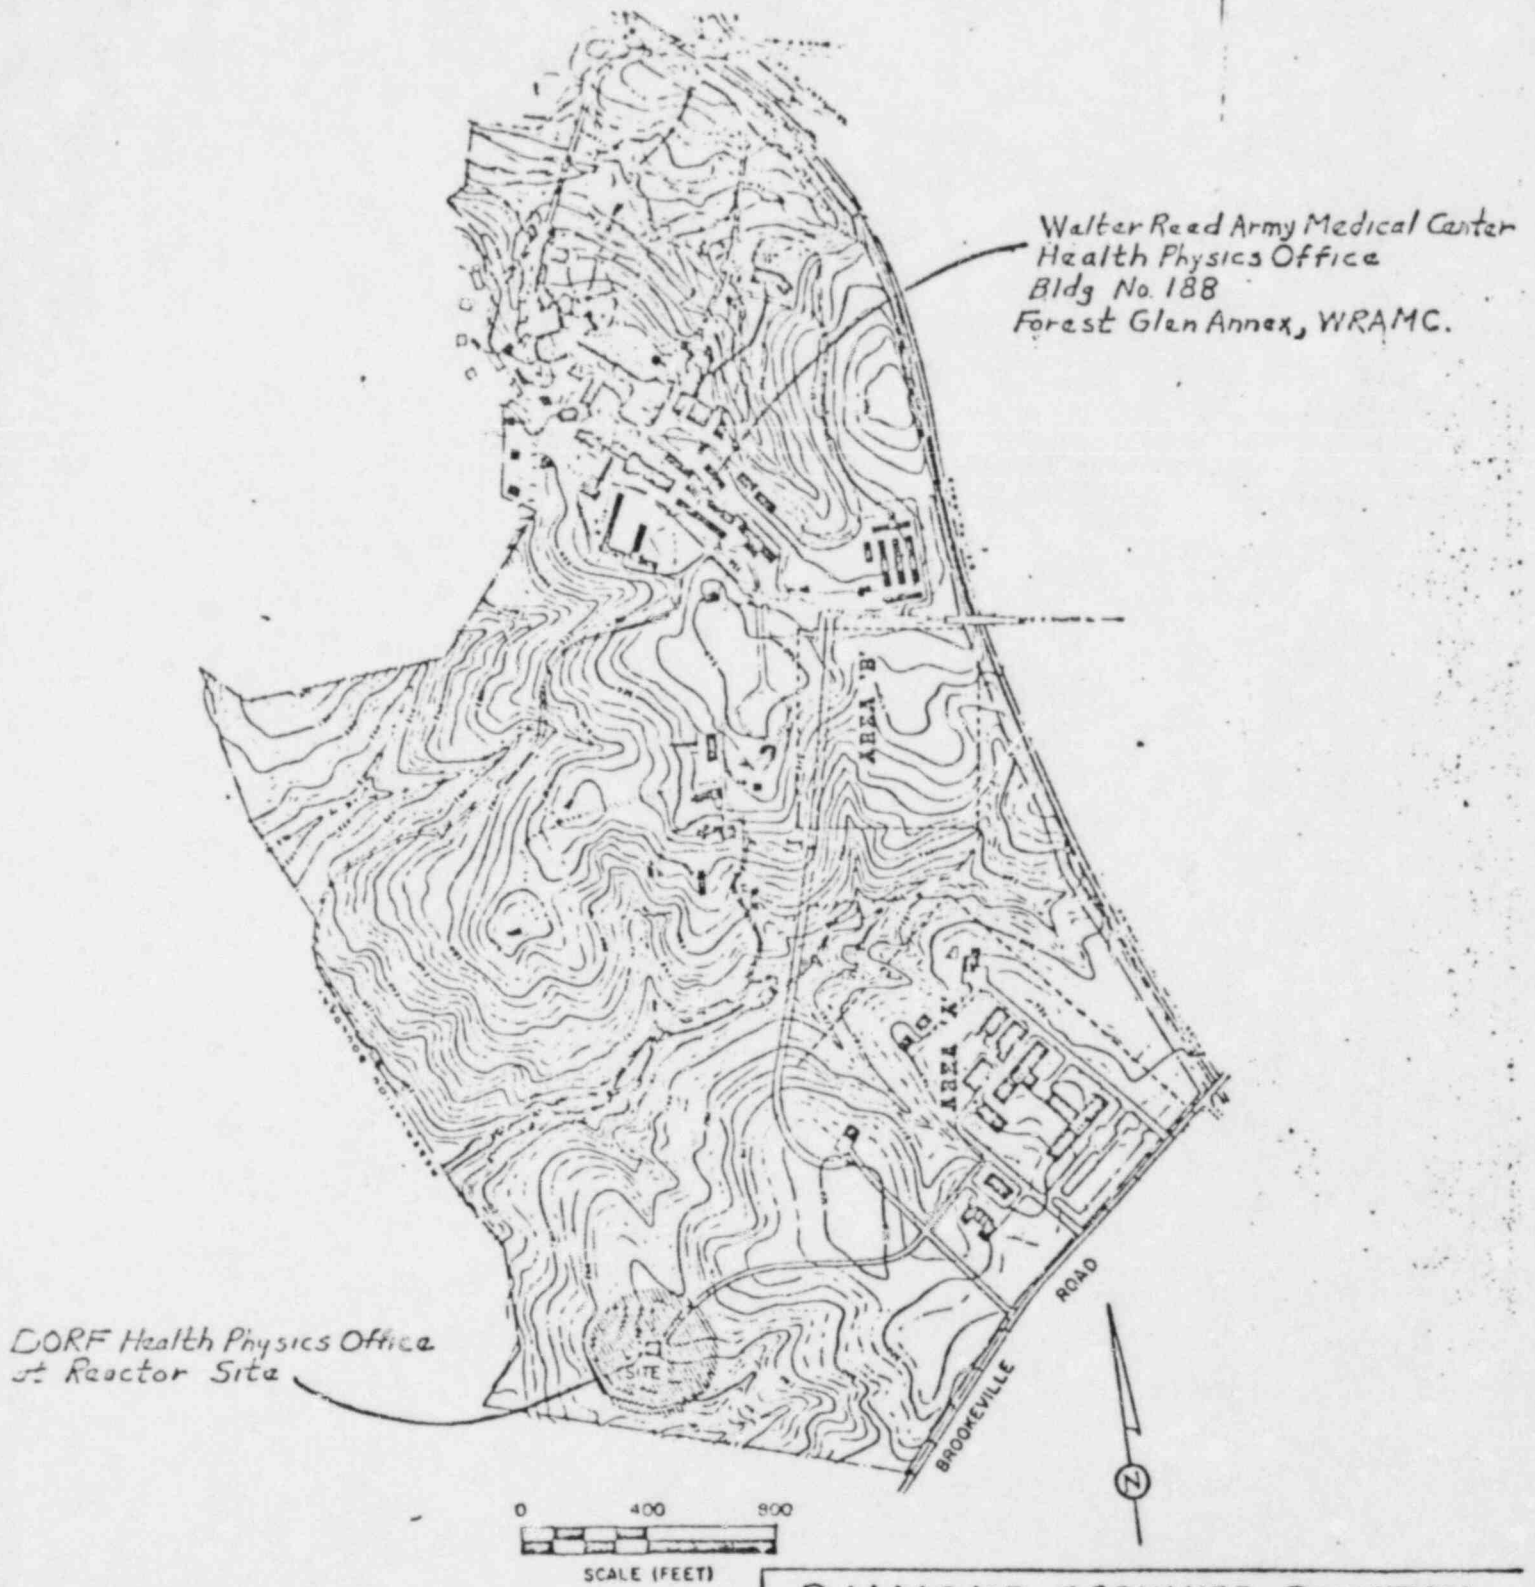 Walter Reed Army Medical Center
Health Physics Office
Bldg No. 188
Forest Glen Annex, WRAMC.
AREA 'B'
AREA 'A'
ROAD
BROOKEVILLE
DORF Health Physics Office
at Reactor Site
SITE
N
0 400 800
SCALE (FEET)